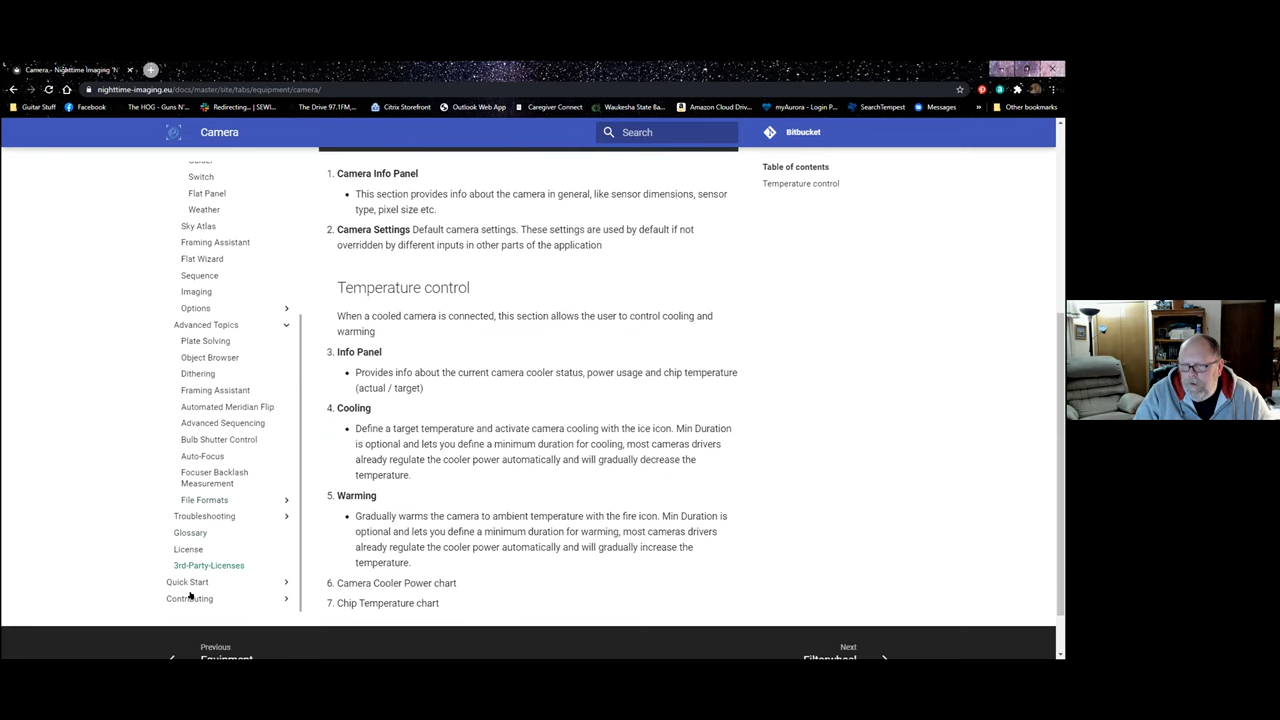 Camera - Nighttime Imaging 'N'
nighttime-imaging.eu/docs/master/site/tabs/equipment/camera/
Guitar Stuff
Facebook
The HOG - Guns N'...
Redirecting... | SEWI...
The Drive 97.1FM,...
Citrix Storefront
Outlook Web App
Caregiver Connect
Waukesha State Ba...
Amazon Cloud Driv...
myAurora - Login P...
SearchTempest
Messages
»
Other bookmarks
Camera
Search
Bitbucket
Guider
Switch
Flat Panel
Weather
Sky Atlas
Framing Assistant
Flat Wizard
Sequence
Imaging
Options
Advanced Topics
Plate Solving
Object Browser
Dithering
Framing Assistant
Automated Meridian Flip
Advanced Sequencing
Bulb Shutter Control
Auto-Focus
Focuser Backlash
Measurement
File Formats
Troubleshooting
Glossary
License
3rd-Party-Licenses
Quick Start
Contributing
1. Camera Info Panel
• This section provides info about the camera in general, like sensor dimensions, sensor
type, pixel size etc.
2. Camera Settings Default camera settings. These settings are used by default if not
overridden by different inputs in other parts of the application
Temperature control
When a cooled camera is connected, this section allows the user to control cooling and
warming
3. Info Panel
• Provides info about the current camera cooler status, power usage and chip temperature
(actual / target)
4. Cooling
• Define a target temperature and activate camera cooling with the ice icon. Min Duration
is optional and lets you define a minimum duration for cooling, most cameras drivers
already regulate the cooler power automatically and will gradually decrease the
temperature.
5. Warming
• Gradually warms the camera to ambient temperature with the fire icon. Min Duration is
optional and lets you define a minimum duration for warming, most cameras drivers
already regulate the cooler power automatically and will gradually increase the
temperature.
6. Camera Cooler Power chart
7. Chip Temperature chart
Table of contents
Temperature control
Previous
Equipment
Next
Filterwheel